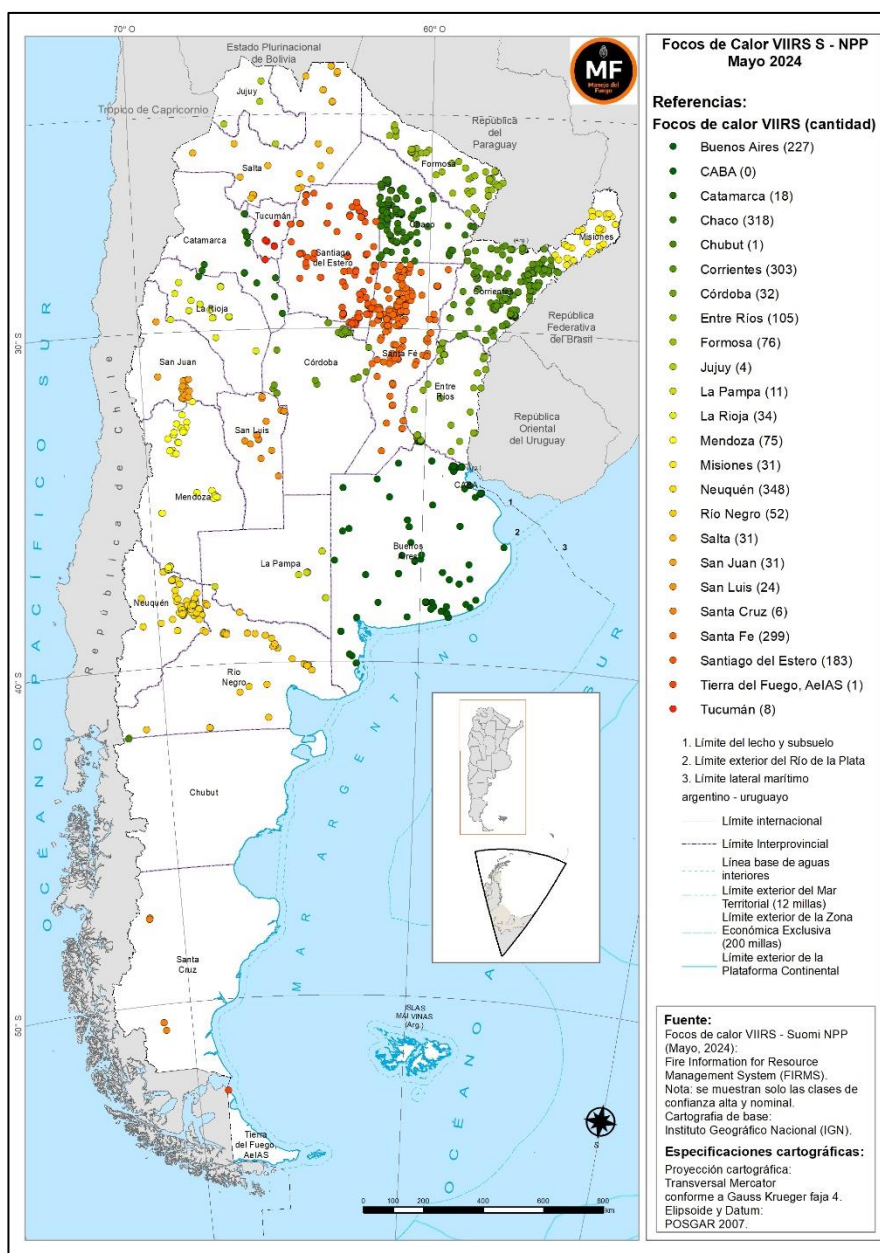 70° O
60° O
Estado Plurinacional
de Bolivia
Trópico de Capricornio
República
del
Paraguay
MF
Manejo del
Fuego
Jujuy
Salta
Formosa
Tucumán
Chaco
Misiones
Catamarca
Santiago
del Estero
Corrientes
La Rioja
República
Federativa
del Brasil
30° S
Santa Fé
San Juan
Córdoba
Entre
Ríos
República
Oriental
del Uruguay
San Luis
CABA
Mendoza
1
2
3
Buenos
Aires
La Pampa
Neuquén
Río
Negro
40° S
Chubut
Santa
Cruz
50° S
ISLAS
MALVINAS
(Arg.)
Tierra
del Fuego,
AeIAS
República de Chile
OCÉANO PACÍFICO SUR
MAR ARGENTINO
OCÉANO
SUR
S
0 100 200 400 600 800
km
Focos de Calor VIIRS S - NPP
Mayo 2024
Referencias:
Focos de calor VIIRS (cantidad)
Buenos Aires (227)
CABA (0)
Catamarca (18)
Chaco (318)
Chubut (1)
Corrientes (303)
Córdoba (32)
Entre Ríos (105)
Formosa (76)
Jujuy (4)
La Pampa (11)
La Rioja (34)
Mendoza (75)
Misiones (31)
Neuquén (348)
Río Negro (52)
Salta (31)
San Juan (31)
San Luis (24)
Santa Cruz (6)
Santa Fe (299)
Santiago del Estero (183)
Tierra del Fuego, AeIAS (1)
Tucumán (8)
1. Límite del lecho y subsuelo
2. Límite exterior del Río de la Plata
3. Límite lateral marítimo
argentino - uruguayo
Límite internacional
Límite Interprovincial
Línea base de aguas
interiores
Límite exterior del Mar
Territorial (12 millas)
Límite exterior de la Zona
Económica Exclusiva
(200 millas)
Límite exterior de la
Plataforma Continental
Fuente:
Focos de calor VIIRS - Suomi NPP
(Mayo, 2024):
Fire Information for Resource
Management System (FIRMS).
Nota: se muestran solo las clases de
confianza alta y nominal.
Cartografia de base:
Instituto Geográfico Nacional (IGN).
Especificaciones cartográficas:
Proyección cartográfica:
Transversal Mercator
conforme a Gauss Krueger faja 4.
Elipsoide y Datum:
POSGAR 2007.